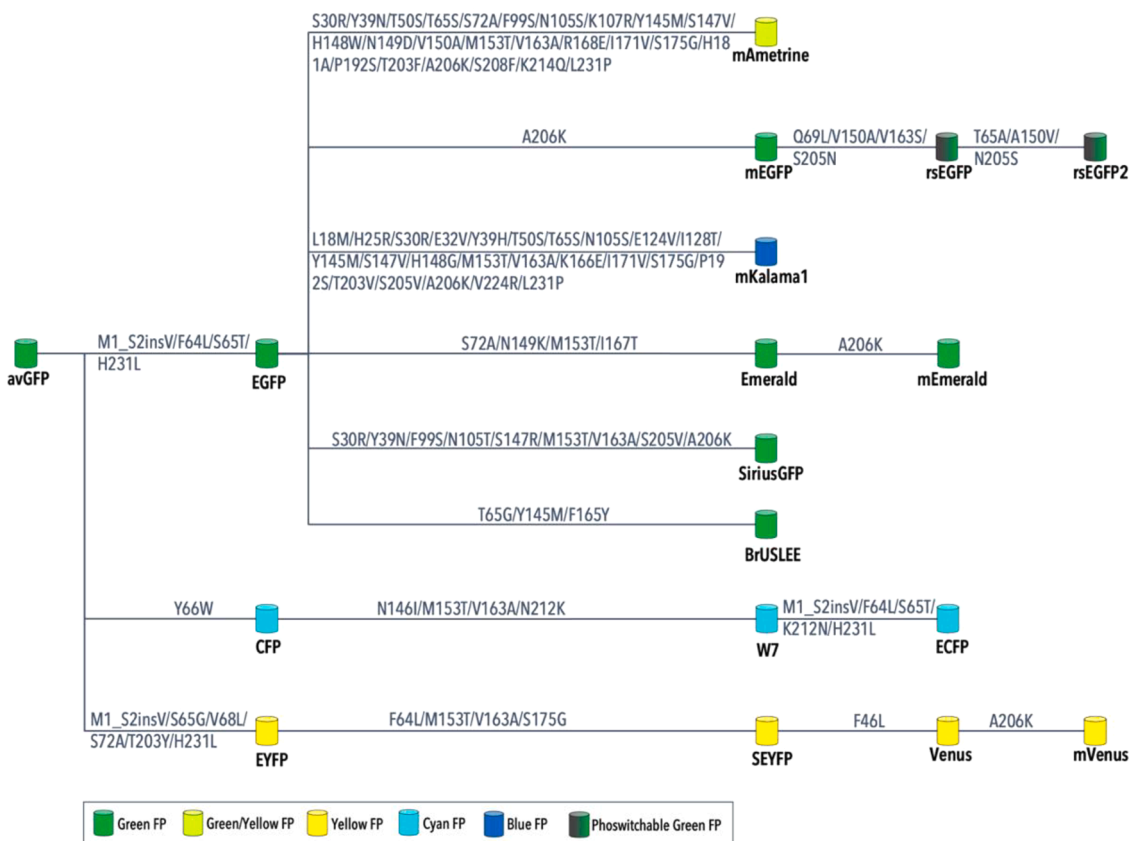 S30R/Y39N/T50S/T65S/S72A/F99S/N105S/K107R/Y145M/S147V/
H148W/N149D/V150A/M153T/V163A/R168E/I171V/S175G/H18
1A/P192S/T203F/A206K/S208F/K214Q/L231P
mAmetrine
A206K
mEGFP
Q69L/V150A/V163S/
S205N
rsEGFP
T65A/A150V/
N205S
rsEGFP2
L18M/H25R/S30R/E32V/Y39H/T50S/T65S/N105S/E124V/I128T/
Y145M/S147V/H148G/M153T/V163A/K166E/I171V/S175G/P19
2S/T203V/S205V/A206K/V224R/L231P
mKalama1
avGFP
M1_S2insV/F64L/S65T/
H231L
EGFP
S72A/N149K/M153T/I167T
Emerald
A206K
mEmerald
S30R/Y39N/F99S/N105T/S147R/M153T/V163A/S205V/A206K
SiriusGFP
T65G/Y145M/F165Y
BrUSLEE
Y66W
CFP
N146I/M153T/V163A/N212K
W7
M1_S2insV/F64L/S65T/
K212N/H231L
ECFP
M1_S2insV/S65G/V68L/
S72A/T203Y/H231L
EYFP
F64L/M153T/V163A/S175G
SEYFP
F46L
Venus
A206K
mVenus
Green FP
Green/Yellow FP
Yellow FP
Cyan FP
Blue FP
Phoswitchable Green FP